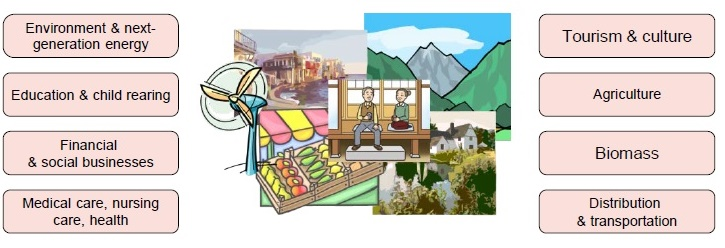 Environment & next-
generation energy
Education & child rearing
Financial
& social businesses
Medical care, nursing
care, health
Tourism & culture
Agriculture
Biomass
Distribution
& transportation